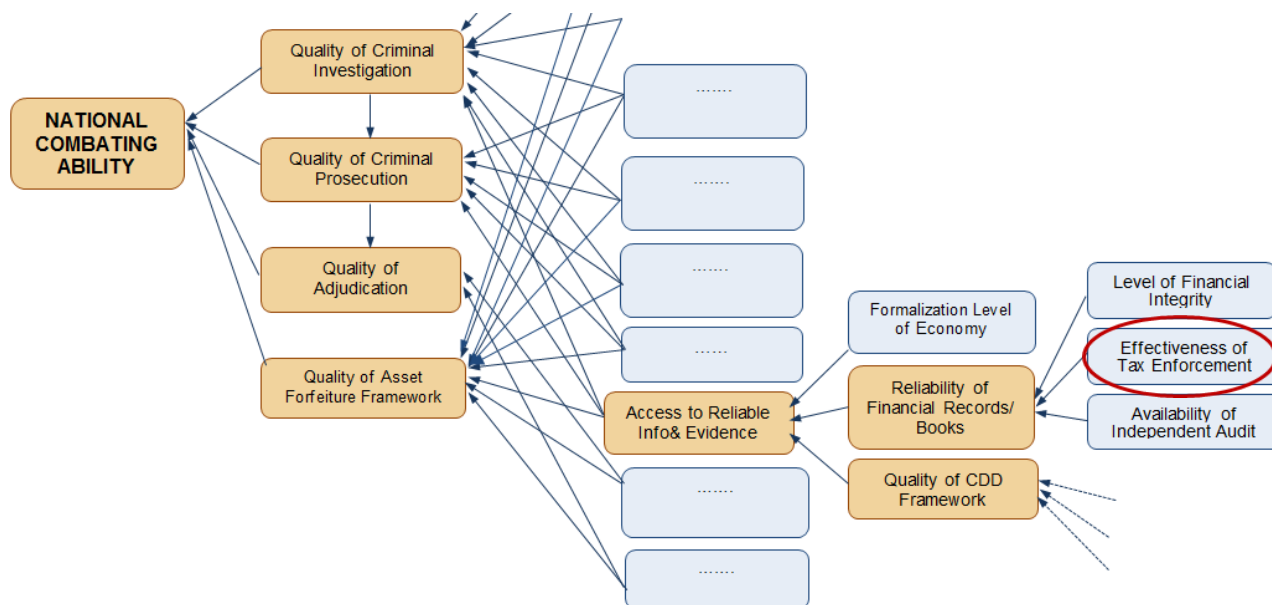 Quality of Criminal
Investigation
NATIONAL
COMBATING
ABILITY
Quality of Criminal
Prosecution
Quality of
Adjudication
Quality of Asset
Forfeiture Framework
.......
.......
.......
......
Access to Reliable
Info& Evidence
.......
.......
Formalization Level
of Economy
Reliability of
Financial Records/
Books
Quality of CDD
Framework
Level of Financial
Integrity
Effectiveness of
Tax Enforcement
Availability of
Independent Audit